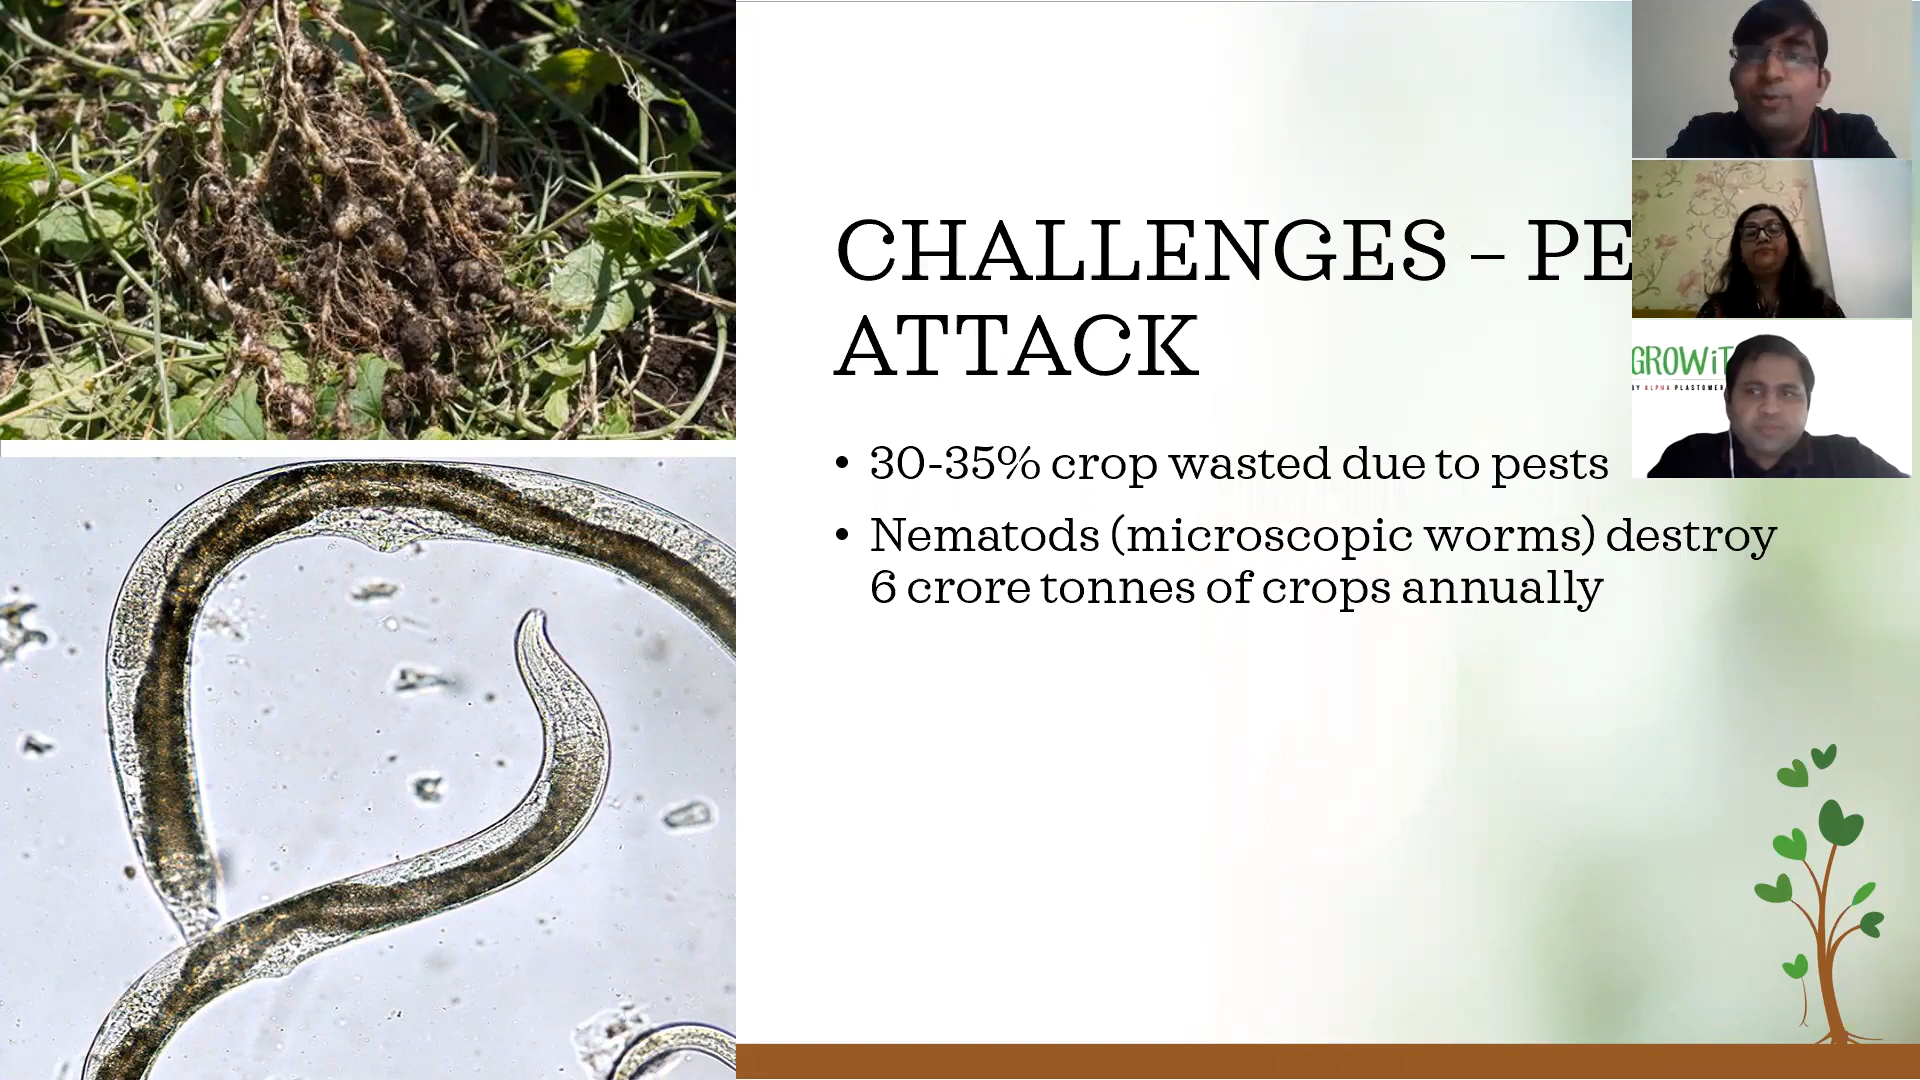 CHALLENGES – PE
ATTACK
• 30-35% crop wasted due to pests
• Nematods (microscopic worms) destroy
6 crore tonnes of crops annually
GROWiT
BY ALPHA PLASTOMER